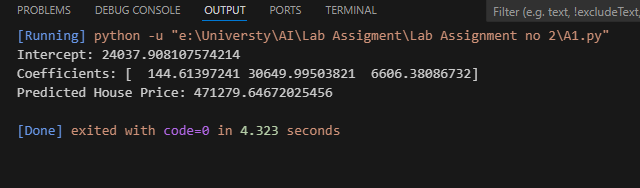 PROBLEMS DEBUG CONSOLE OUTPUT TERMINAL Filter (e.g. text, !excludeText,
[Running] python -u "e:\Universty\AI\Lab Assigment\Lab Assignment no 2\A1.py"
Intercept: 24037.908107574214
Coefficients: [  144.61397241 30649.99503821  6606.38086732]
Predicted House Price: 471279.64672025456
[Done] exited with code=0 in 4.323 seconds